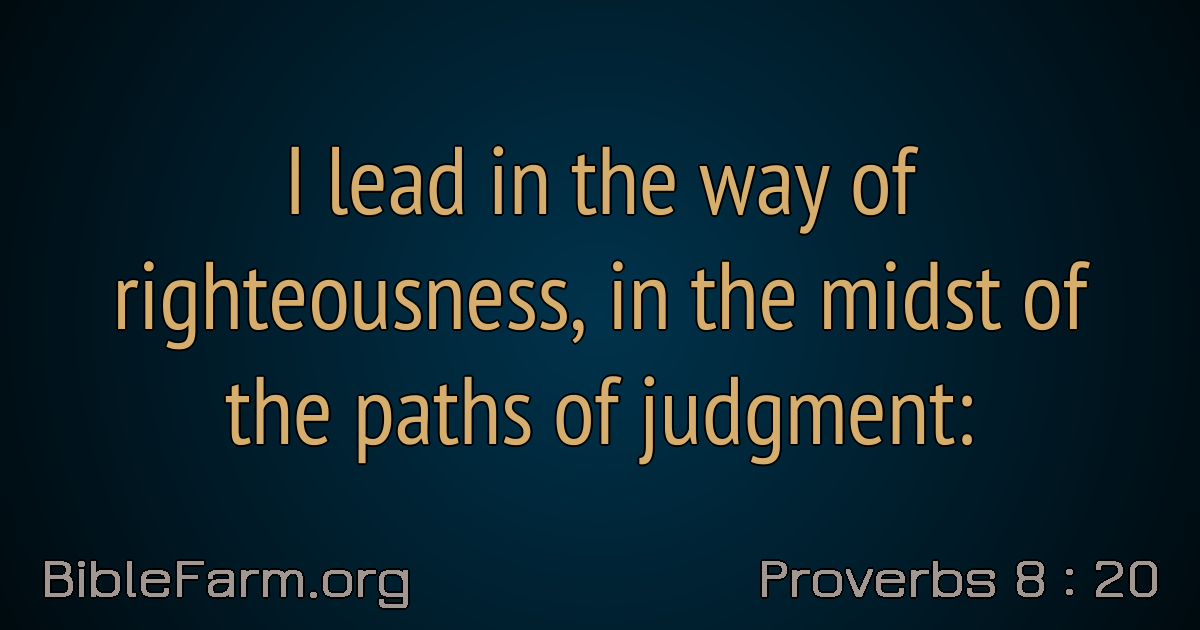 I lead in the way of
righteousness, in the midst of
the paths of judgment:
BibleFarm.org
Proverbs 8 : 20